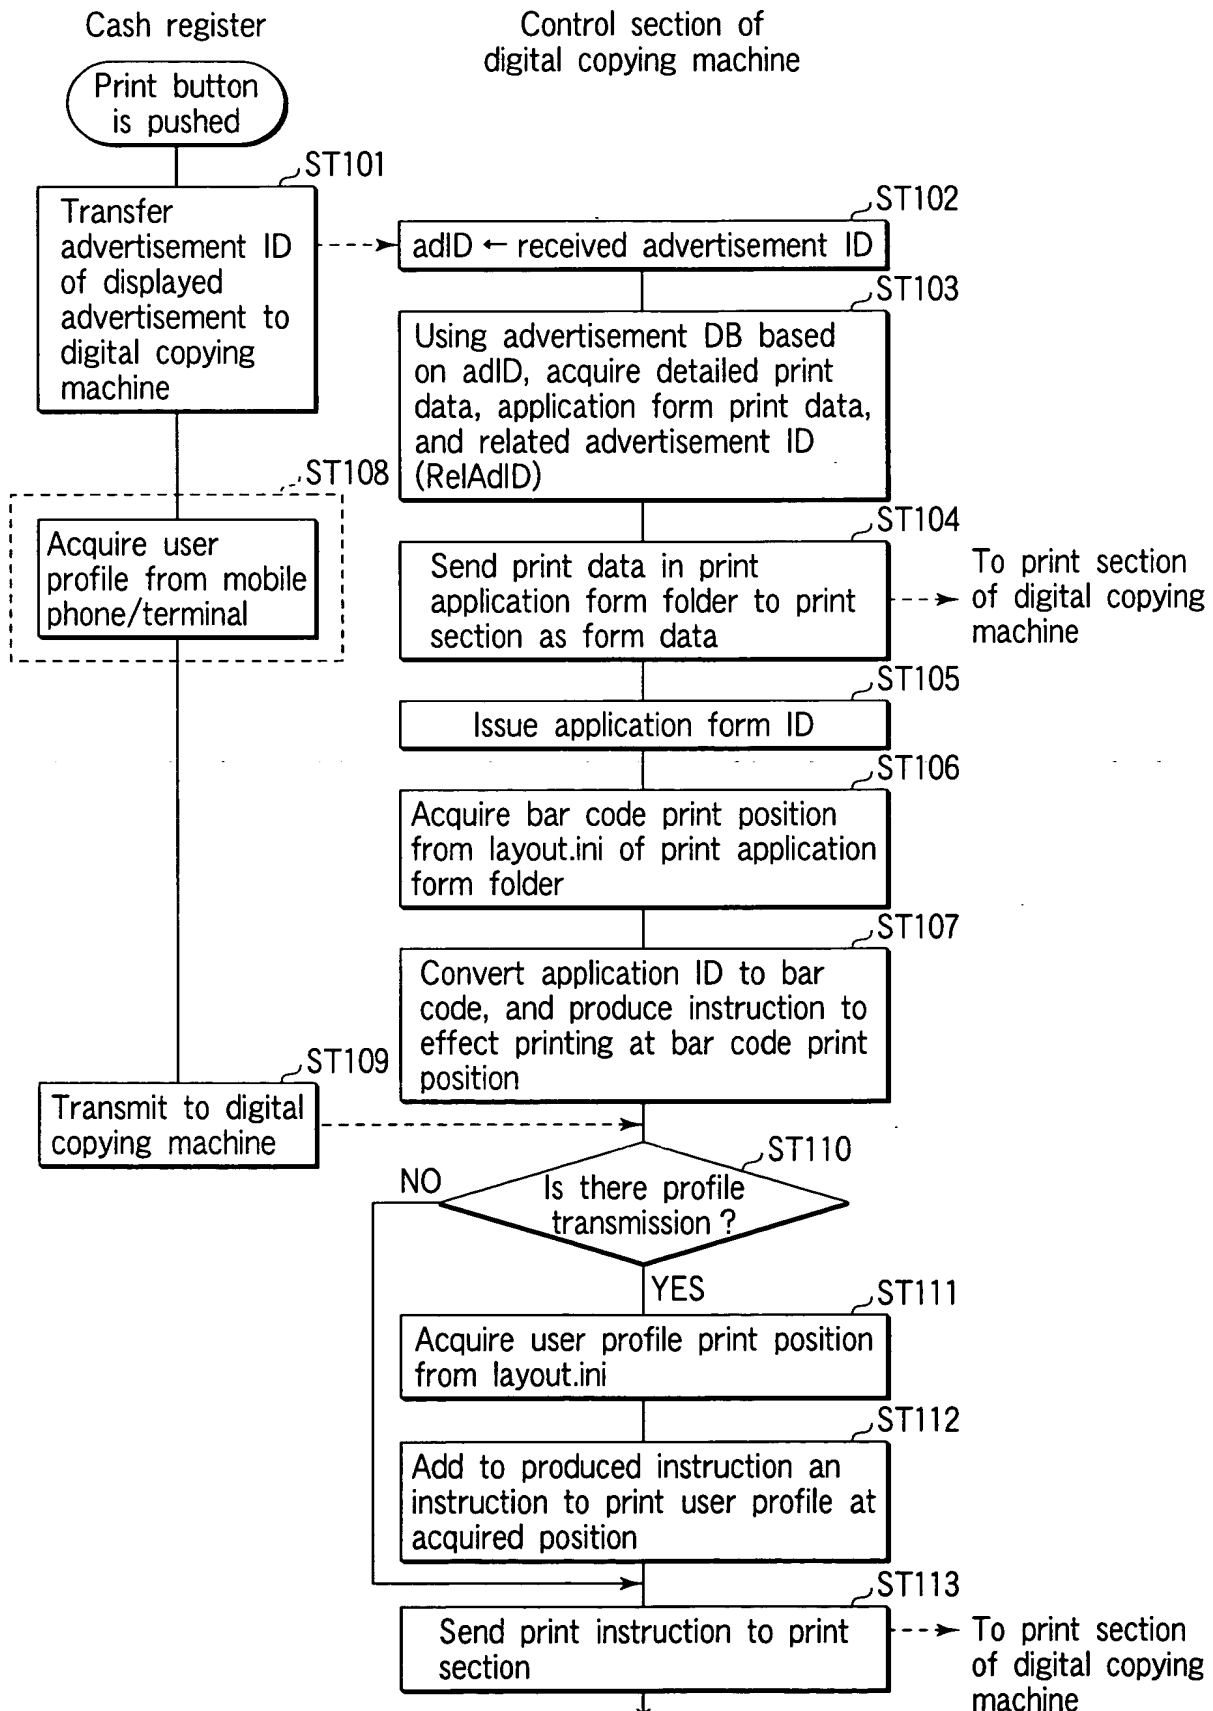 Cash register
Control section of
digital copying machine
Print button
is pushed
ST101
Transfer
advertisement ID
of displayed
advertisement to
digital copying
machine
ST102
adID ← received advertisement ID
ST103
Using advertisement DB based
on adID, acquire detailed print
data, application form print data,
and related advertisement ID
(RelAdID)
ST108
Acquire user
profile from mobile
phone/terminal
ST104
Send print data in print
application form folder to print
section as form data
To print section
of digital copying
machine
ST105
Issue application form ID
ST106
Acquire bar code print position
from layout.ini of print application
form folder
ST107
Convert application ID to bar
code, and produce instruction to
effect printing at bar code print
position
ST109
Transmit to digital
copying machine
ST110
Is there profile
transmission ?
NO
YES
ST111
Acquire user profile print position
from layout.ini
ST112
Add to produced instruction an
instruction to print user profile at
acquired position
ST113
Send print instruction to print
section
To print section
of digital copying
machine